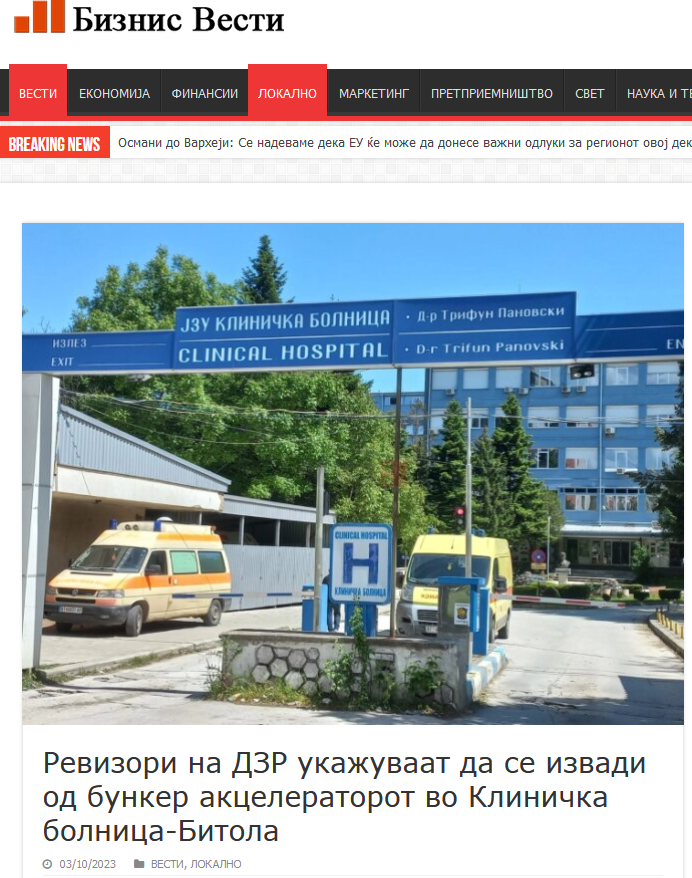 Бизнис Вести
ВЕСТИ ЕКОНОМИЈА ФИНАНСИИ ЛОКАЛНО МАРКЕТИНГ ПРЕТПРИЕМНИШТВО СВЕТ НАУКА И
BREAKING NEWS Османи до Вархеји: Се надеваме дека ЕУ ќе може да донесе важни одлуки за регионот овој
ЈЗУ КЛИНИЧКА БОЛНИЦА • Д-р Трифун Пановски
CLINICAL HOSPITAL • D-r Trifun Panovski
ИЗЛЕЗ
EXIT
EN
CLINICAL HOSPITAL
H
КЛИНИЧКА БОЛНИЦА
Ревизори на ДЗР укажуваат да се извади
од бункер акцелераторот во Клиничка
болница-Битола
03/10/2023 ВЕСТИ, ЛОКАЛНО